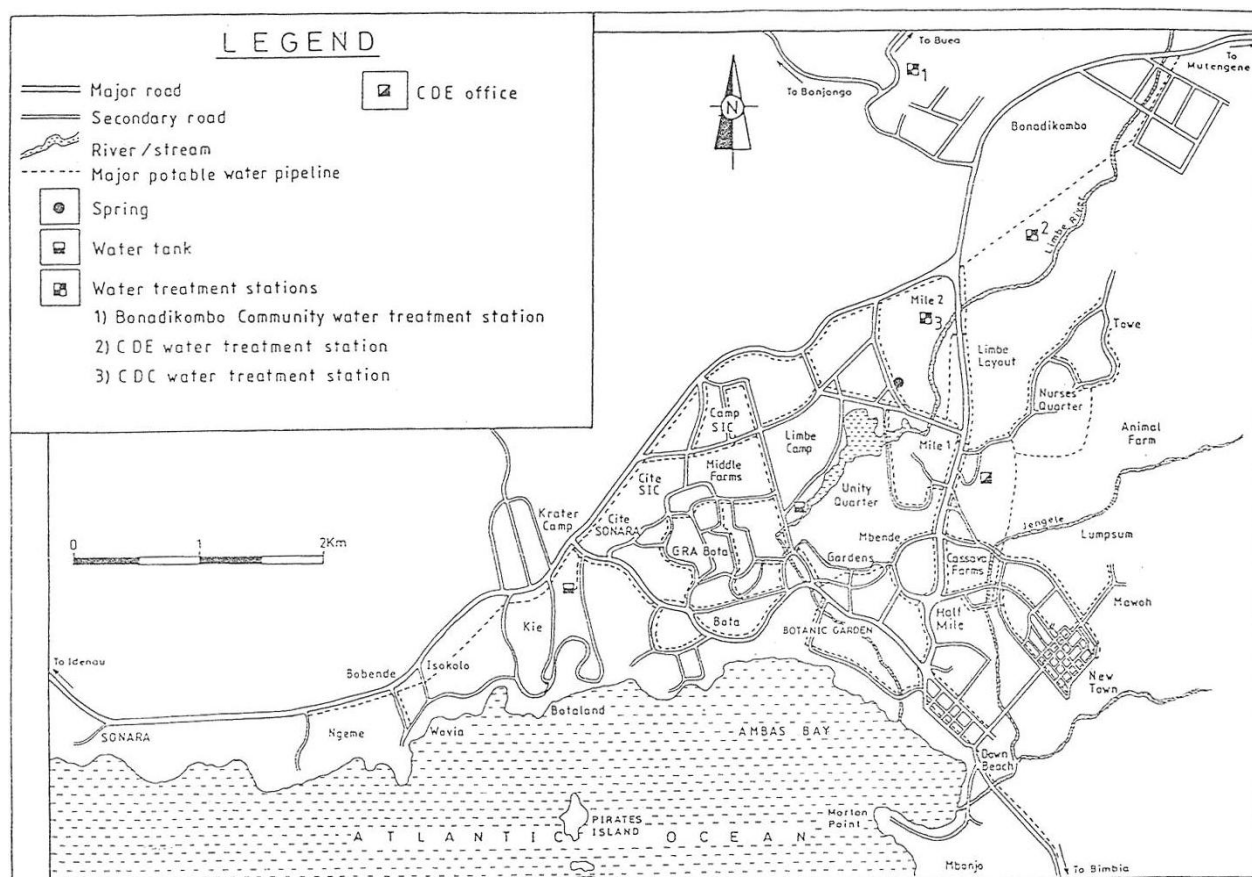 LEGEND
Major road
Secondary road
River/stream
Major potable water pipeline
Spring
Water tank
Water treatment stations
1) Bonadikombo Community water treatment station
2) CDE water treatment station
3) CDC water treatment station
CDE office
To Buea
1
To Bonjongo
To
Mutengene
N
Bonadikombo
2
Limbe River
Mile 2
3
Towe
Limbe
Layout
Nurses'
Quarter
Camp
SIC
Limbe
Camp
Mile 1
Animal
Farm
Middle
Farms
Cite
SIC
Unity
Quarter
Krater
Camp
Cite
SONARA
Jengele
Lumpsum
0 1 2Km
Mbende
GRA Bota
Gardens
Cassava
Farms
Mawoh
Kie
Bota
Half
Mile
BOTANIC GARDEN
To Idenau
Bobende
Isokolo
New
Town
Botaland
SONARA
Ngeme
Wovia
AMBAS BAY
Down
Beach
Morton
Point
PIRATES
ISLAND
ATLANTIC OCEAN
Mbonjo
To Bimbia